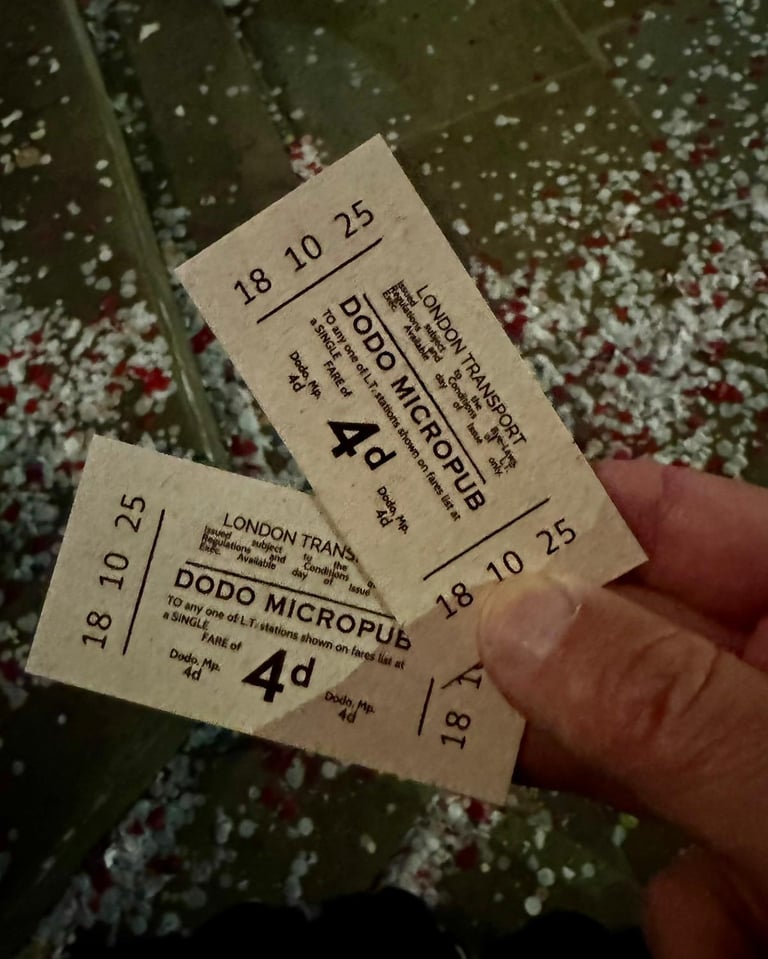 18 10 25
LONDON TRANSPORT
Issued subject to the Bye-Laws
Regulations and Conditions of L.T.
Exec. Available day of issue only.
DODO MICROPUB
TO any one of L.T. stations shown on fares list at
a SINGLE FARE of
4d
Dodo, Mp.
4d
Dodo, Mp.
4d
18 10 25
18 10 25
LONDON TRANS
Issued subject to the
Regulations and Conditions
Exec. Available day of issue
DODO MICROPUB
TO any one of L.T. stations shown on fares list at
a SINGLE FARE of
4d
Dodo, Mp.
4d
Dodo, Mp.
4d
18 1